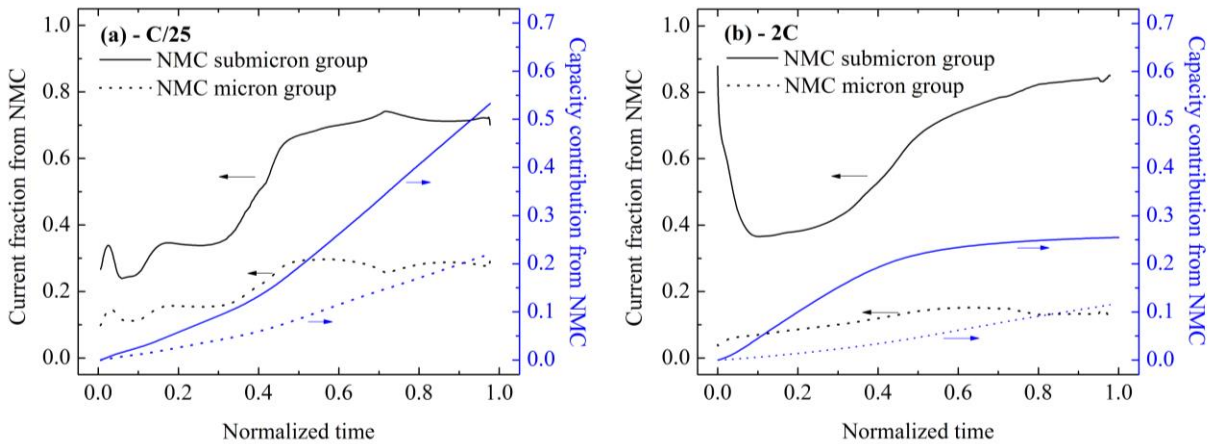 (a) - C/25
NMC submicron group
NMC micron group
Current fraction from NMC
1.0
0.8
0.6
0.4
0.2
0.0
0.7
0.6
0.5
0.4
0.3
0.2
0.1
0.0
Capacity contribution from NMC
0.0 0.2 0.4 0.6 0.8 1.0
Normalized time
(b) - 2C
NMC submicron group
NMC micron group
Current fraction from NMC
1.0
0.8
0.6
0.4
0.2
0.0
0.7
0.6
0.5
0.4
0.3
0.2
0.1
0.0
Capacity contribution from NMC
0.0 0.2 0.4 0.6 0.8 1.0
Normalized time